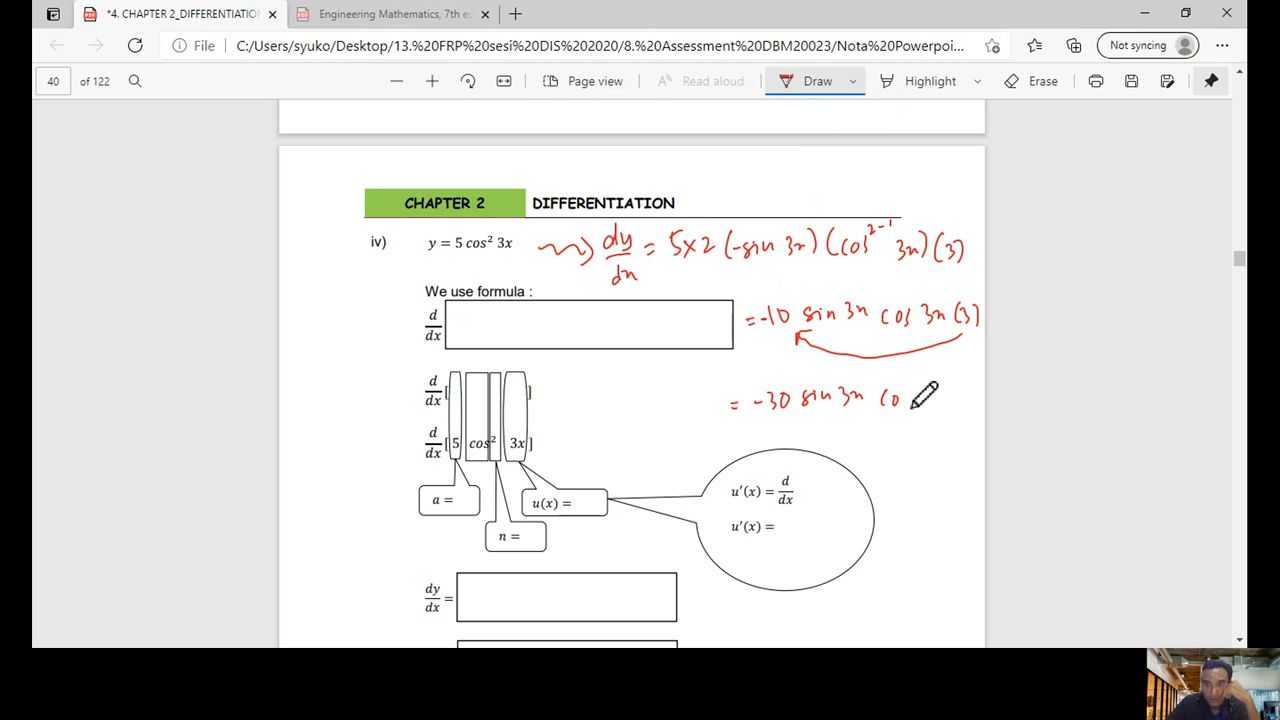 *4. CHAPTER 2_DIFFERENTIATIO
Engineering Mathematics, 7th ec
File C:/Users/syuko/Desktop/13.%20FRP%20sesi%20DIS%202020/8.%20Assessment%20DBM20023/Nota%20Powerpoi...
Not syncing
40 of 122
Page view
Read aloud
Draw
Highlight
Erase
CHAPTER 2 DIFFERENTIATION
iv) y = 5 cos² 3x
dy/dx = 5×2 (-sin 3x) (cos²⁻¹ 3x) (3)
We use formula :
d/dx
= -10 sin 3x cos 3x (3)
d/dx [ ]
= -30 sin 3x co
d/dx [5 cos² 3x]
a =
u(x) =
n =
u′(x) = d/dx
u′(x) =
dy/dx =